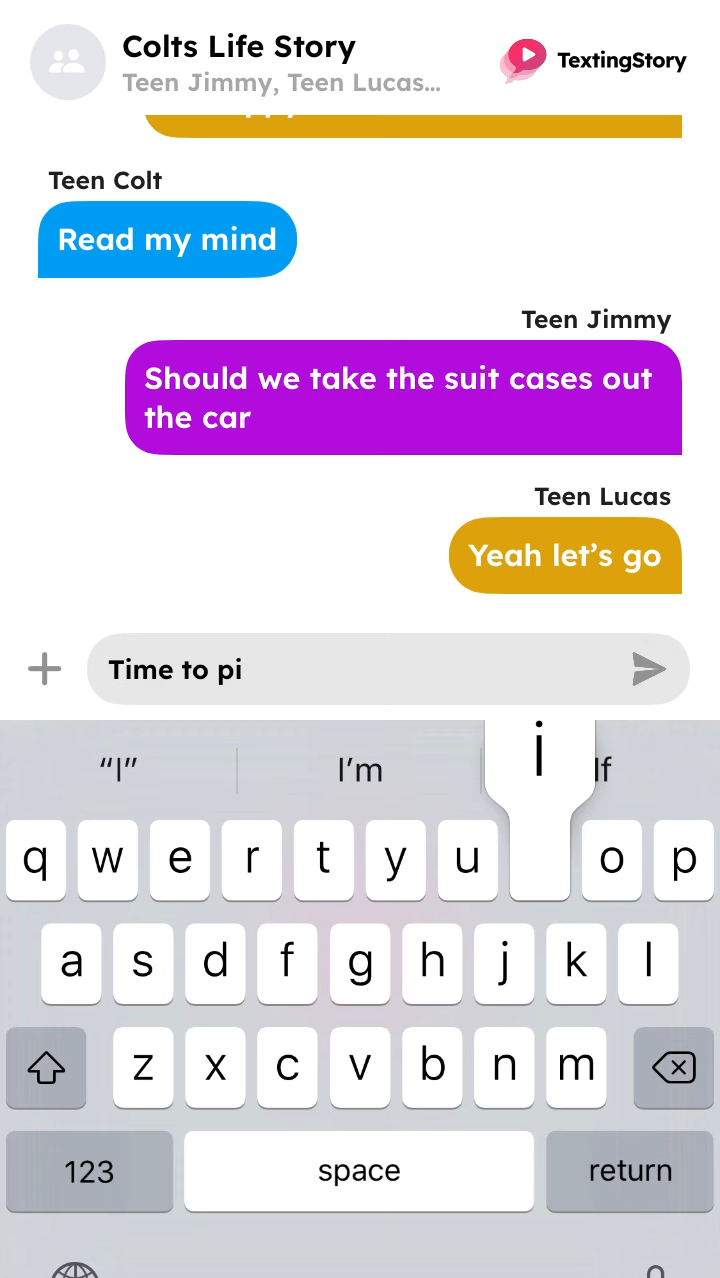 Colts Life Story
Teen Jimmy, Teen Lucas...
TextingStory
Teen Colt
Read my mind
Teen Jimmy
Should we take the suit cases out
the car
Teen Lucas
Yeah let’s go
Time to pi
“I” I’m If
i
q w e r t y u o p
a s d f g h j k l
z x c v b n m
123 space return